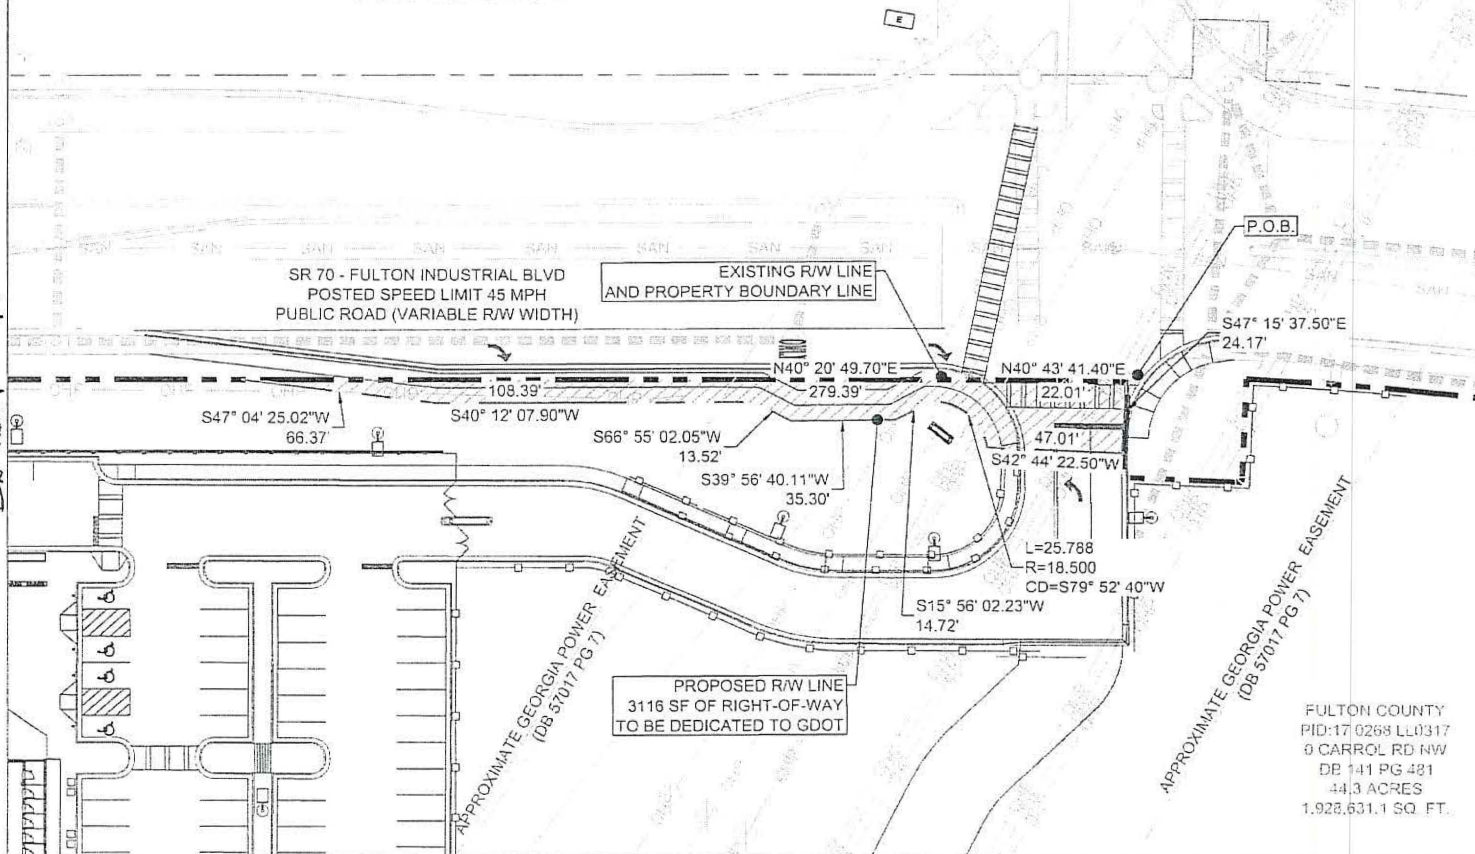 E
P.O.B.
SAN SAN SAN SAN SAN SAN SAN SAN
SR 70 - FULTON INDUSTRIAL BLVD
POSTED SPEED LIMIT 45 MPH
PUBLIC ROAD (VARIABLE R/W WIDTH)
EXISTING R/W LINE
AND PROPERTY BOUNDARY LINE
S47° 15' 37.50"E
24.17'
N40° 20' 49.70"E
279.39'
N40° 43' 41.40"E
22.01'
108.39'
S40° 12' 07.90"W
S47° 04' 25.02"W
66.37'
S66° 55' 02.05"W
13.52'
S39° 56' 40.11"W
35.30'
47.01'
S42° 44' 22.50"W
L=25.788
R=18.500
CD=S79° 52' 40"W
S15° 56' 02.23"W
14.72'
PROPOSED R/W LINE
3116 SF OF RIGHT-OF-WAY
TO BE DEDICATED TO GDOT
APPROXIMATE GEORGIA POWER EASEMENT
(DB 57017 PG 7)
APPROXIMATE GEORGIA POWER EASEMENT
(DB 57017 PG 7)
FULTON COUNTY
PID:17 0268 LL0317
0 CARROL RD NW
DB 141 PG 481
44.3 ACRES
1,928,631.1 SQ. FT.